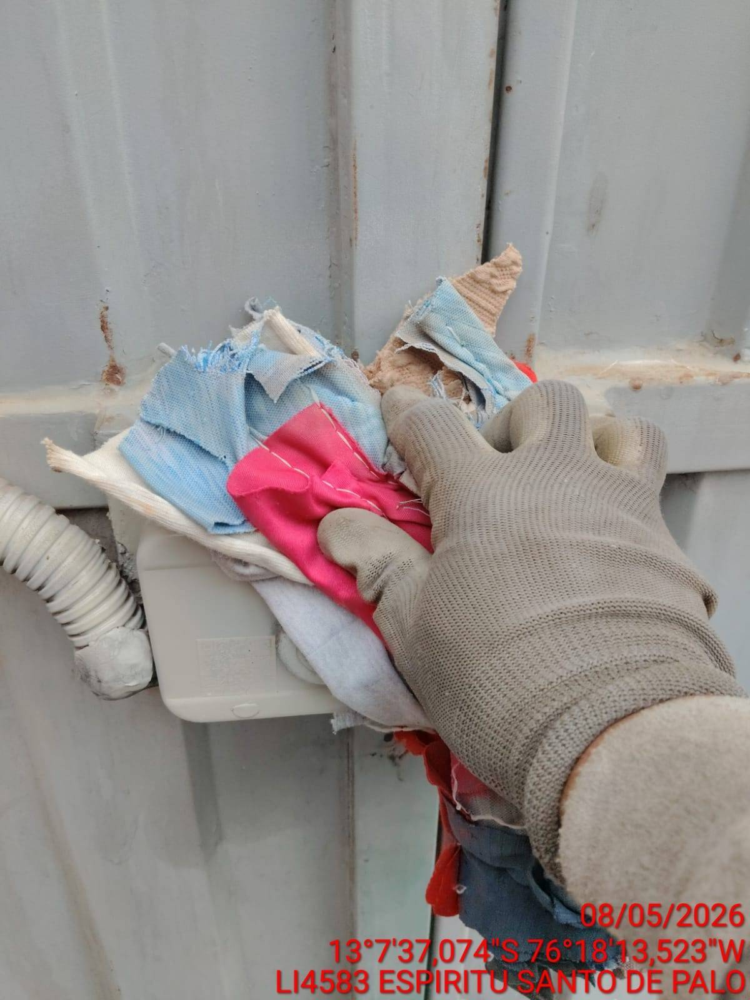 08/05/2026
13°7'37,074"S 76°18'13,523"W
LI4583 ESPIRITU SANTO DE PALO